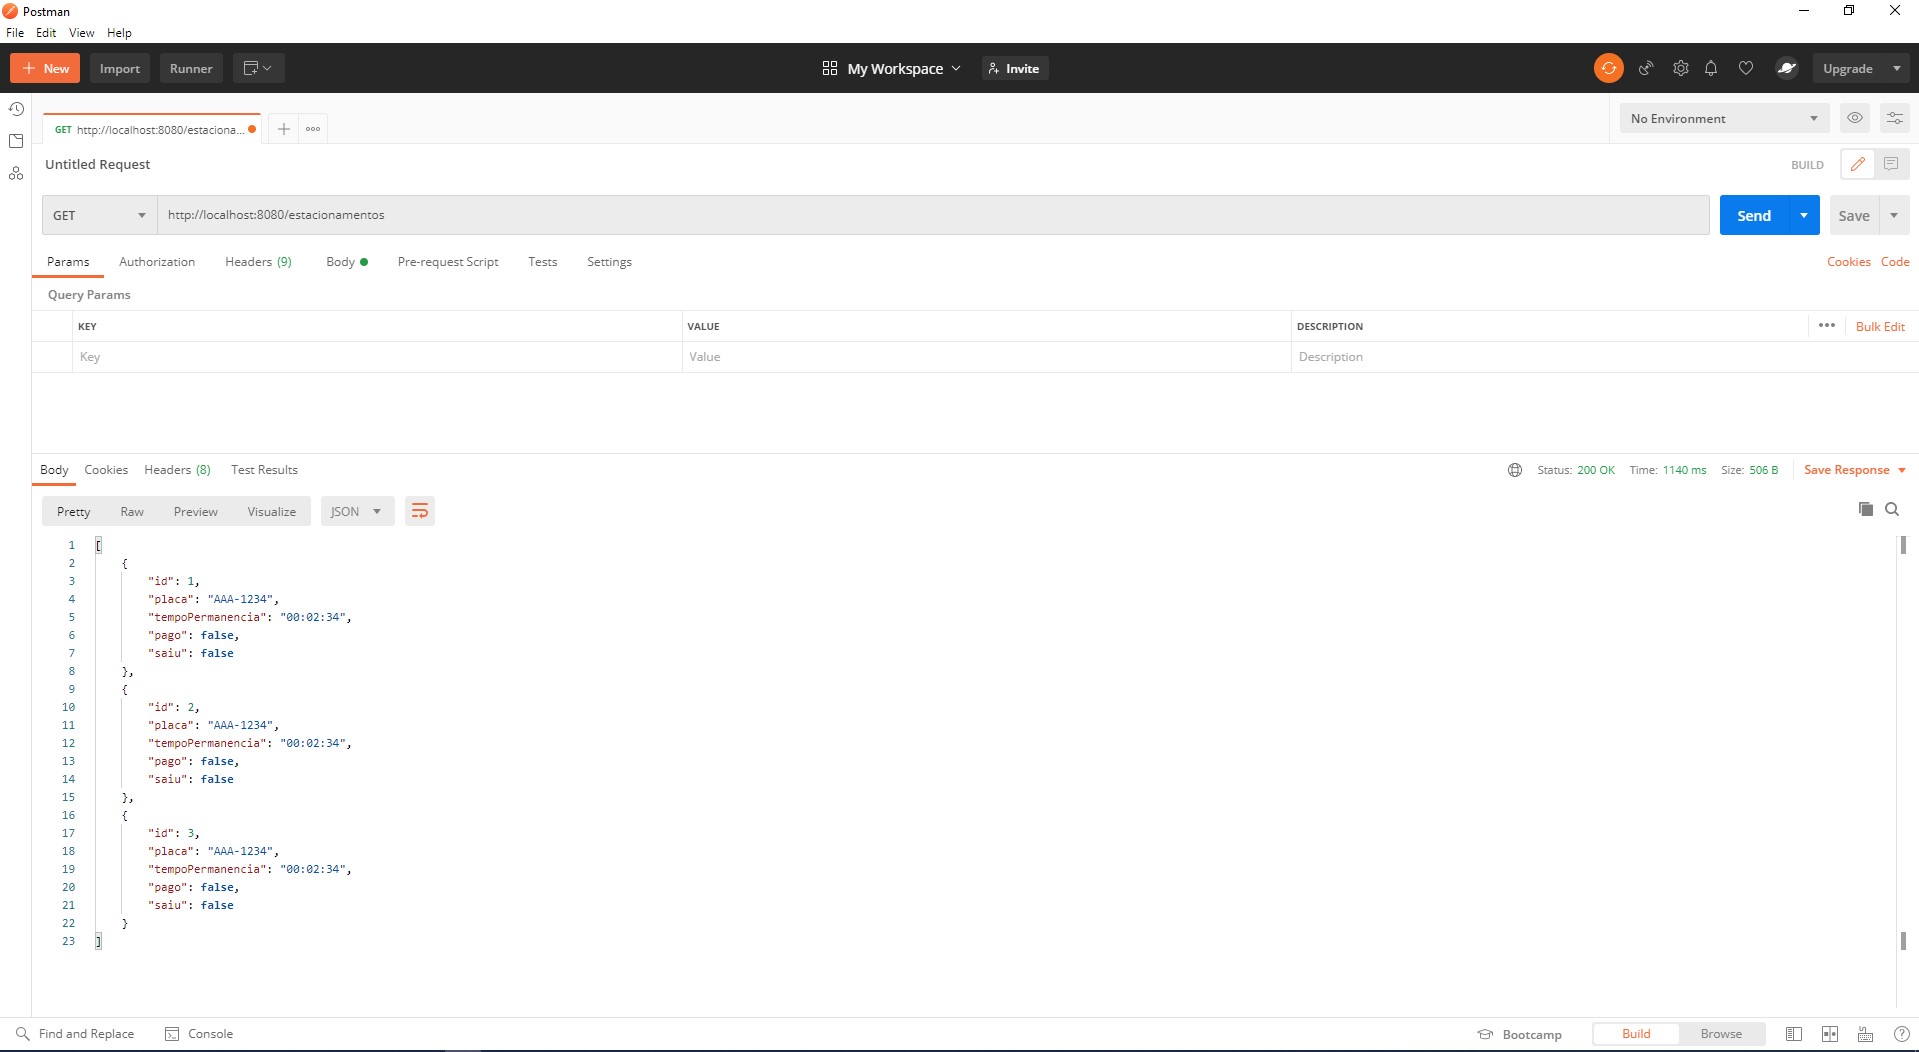 Postman
File Edit View Help
New Import Runner My Workspace Invite Upgrade
GET http://localhost:8080/estaciona... No Environment
Untitled Request BUILD
GET http://localhost:8080/estacionamentos Send Save
Params Authorization Headers (9) Body Pre-request Script Tests Settings Cookies Code
Query Params
KEY VALUE DESCRIPTION Bulk Edit
Key Value Description
Body Cookies Headers (8) Test Results Status: 200 OK Time: 1140 ms Size: 506 B Save Response
Pretty Raw Preview Visualize JSON
1 [
2 {
3 "id": 1,
4 "placa": "AAA-1234",
5 "tempoPermanencia": "00:02:34",
6 "pago": false,
7 "saiu": false
8 },
9 {
10 "id": 2,
11 "placa": "AAA-1234",
12 "tempoPermanencia": "00:02:34",
13 "pago": false,
14 "saiu": false
15 },
16 {
17 "id": 3,
18 "placa": "AAA-1234",
19 "tempoPermanencia": "00:02:34",
20 "pago": false,
21 "saiu": false
22 }
23 ]
Find and Replace Console Bootcamp Build Browse